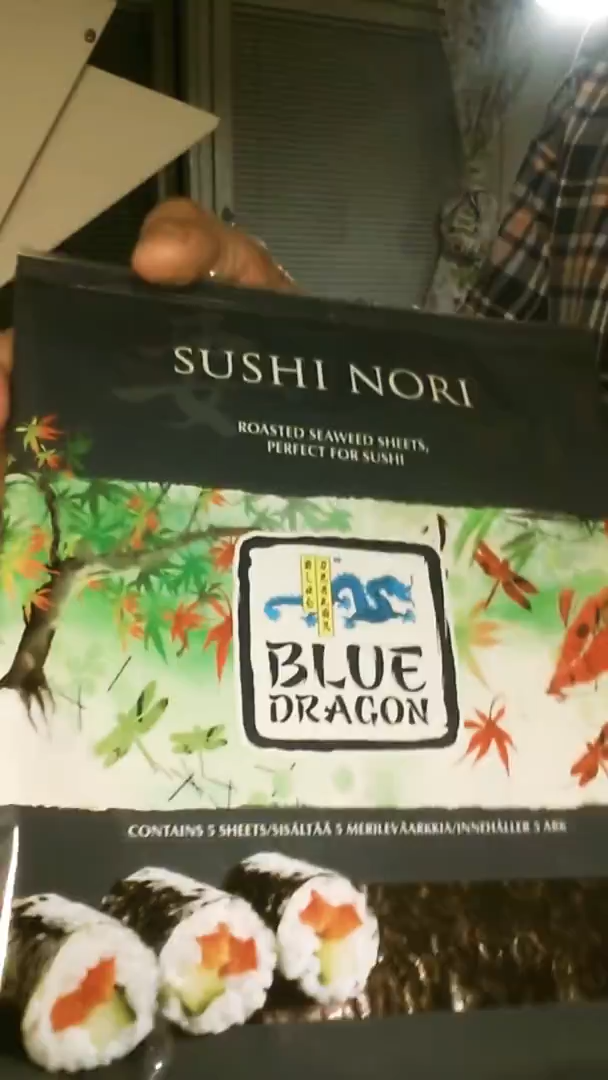 SUSHI NORI
ROASTED SEAWEED SHEETS,
PERFECT FOR SUSHI
BLUE
DRAGON
CONTAINS 5 SHEETS/SISÄLTÄÄ 5 MERILEVÄARKKIA/INNEHÅLLER 5 ARK